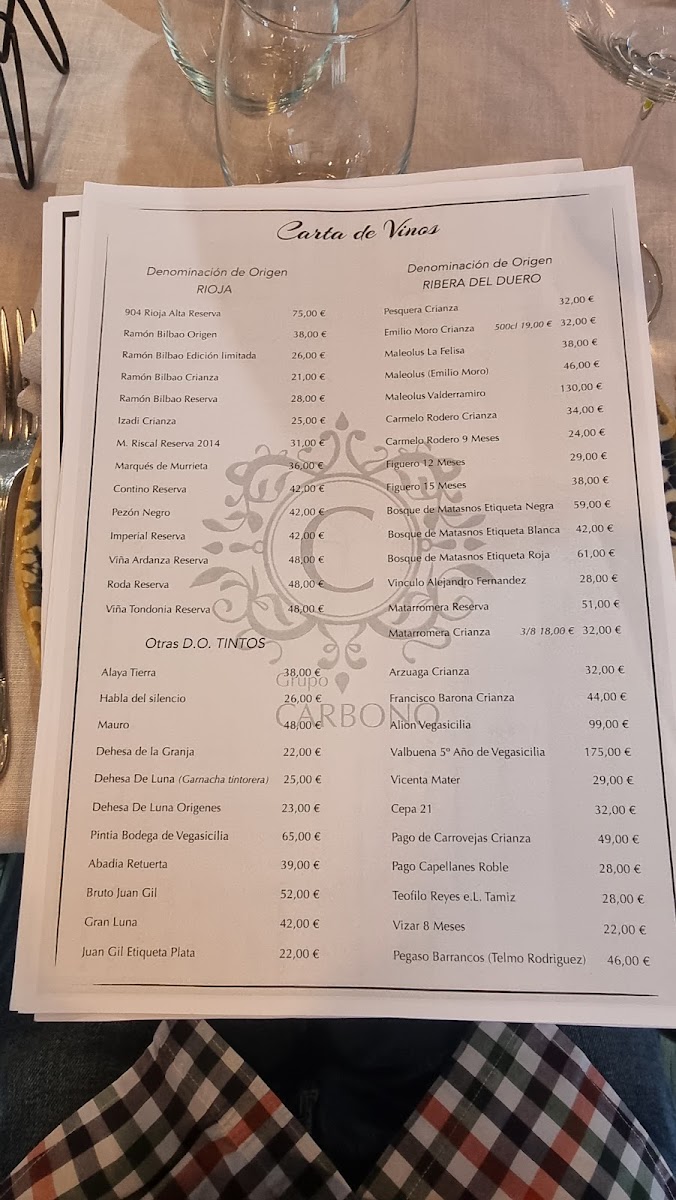 Carta de Vinos
Denominación de Origen
RIOJA
904 Rioja Alta Reserva 75,00 €
Ramón Bilbao Origen 38,00 €
Ramón Bilbao Edición limitada 26,00 €
Ramón Bilbao Crianza 21,00 €
Ramón Bilbao Reserva 28,00 €
Izadi Crianza 25,00 €
M. Riscal Reserva 2014 31,00 €
Marqués de Murrieta 36,00 €
Contino Reserva 42,00 €
Pezón Negro 42,00 €
Imperial Reserva 42,00 €
Viña Ardanza Reserva 48,00 €
Roda Reserva 48,00 €
Viña Tondonia Reserva 48,00 €
Otras D.O. TINTOS
Alaya Tierra 38,00 €
Habla del silencio 26,00 €
Mauro 48,00 €
Dehesa de la Granja 22,00 €
Dehesa De Luna (Garnacha tintorera) 25,00 €
Dehesa De Luna Origenes 23,00 €
Pintia Bodega de Vegasicilia 65,00 €
Abadia Retuerta 39,00 €
Bruto Juan Gil 52,00 €
Gran Luna 42,00 €
Juan Gil Etiqueta Plata 22,00 €
Denominación de Origen
RIBERA DEL DUERO
Pesquera Crianza 32,00 €
Emilio Moro Crianza 500cl 19,00 € 32,00 €
Maleolus La Felisa 38,00 €
Maleolus (Emilio Moro) 46,00 €
Maleolus Valderramiro 130,00 €
Carmelo Rodero Crianza 34,00 €
Carmelo Rodero 9 Meses 24,00 €
Figuero 12 Meses 29,00 €
Figuero 15 Meses 38,00 €
Bosque de Matasnos Etiqueta Negra 59,00 €
Bosque de Matasnos Etiqueta Blanca 42,00 €
Bosque de Matasnos Etiqueta Roja 61,00 €
Vinculo Alejandro Fernandez 28,00 €
Matarromera Reserva 51,00 €
Matarromera Crianza 3/8 18,00 € 32,00 €
Arzuaga Crianza 32,00 €
Francisco Barona Crianza 44,00 €
Alion Vegasicilia 99,00 €
Valbuena 5º Año de Vegasicilia 175,00 €
Vicenta Mater 29,00 €
Cepa 21 32,00 €
Pago de Carrovejas Crianza 49,00 €
Pago Capellanes Roble 28,00 €
Teofilo Reyes e.L. Tamiz 28,00 €
Vizar 8 Meses 22,00 €
Pegaso Barrancos (Telmo Rodriguez) 46,00 €
C
Grupo
CARBONO